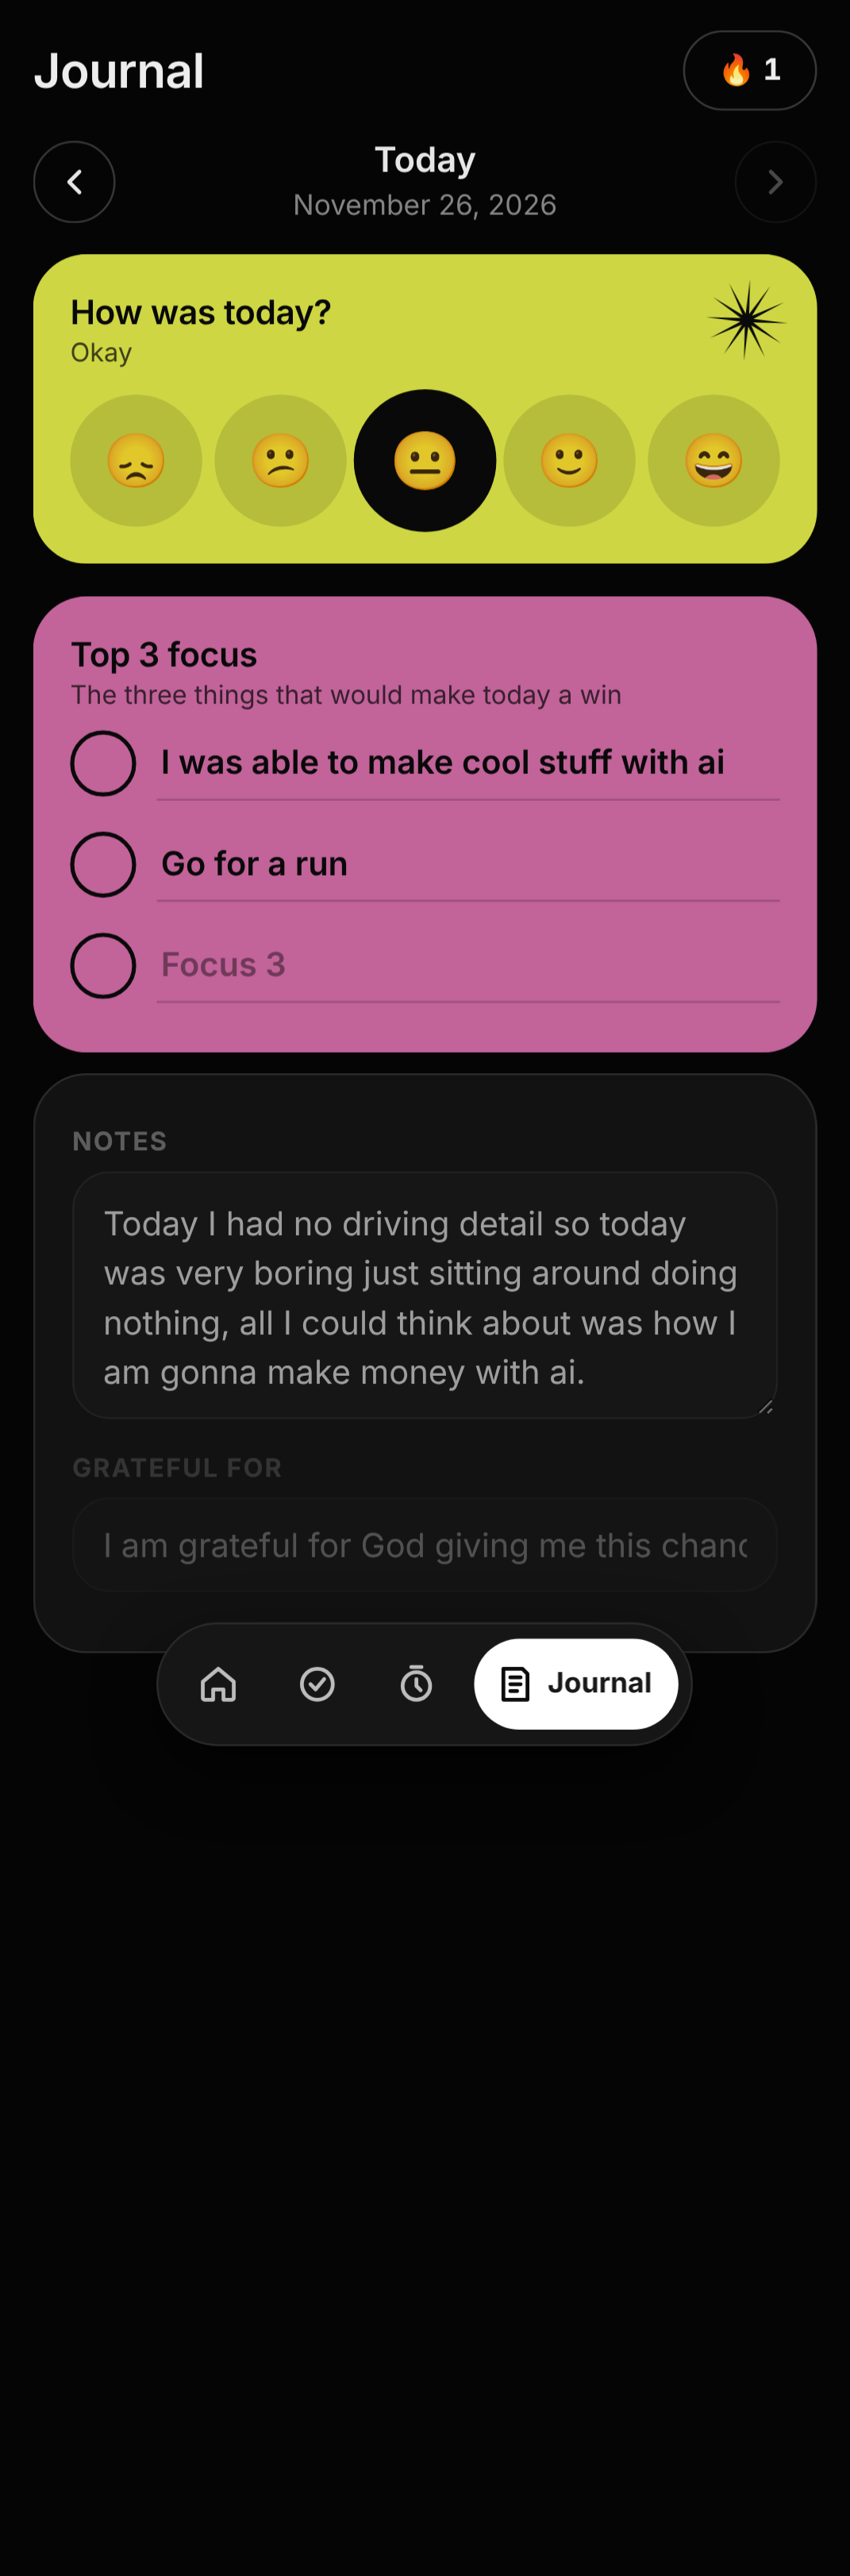 Journal
🔥 1
Today
November 26, 2026
How was today?
Okay
Top 3 focus
The three things that would make today a win
I was able to make cool stuff with ai
Go for a run
Focus 3
NOTES
Today I had no driving detail so today
was very boring just sitting around doing
nothing, all I could think about was how I
am gonna make money with ai.
GRATEFUL FOR
I am grateful for God giving me this
Journal